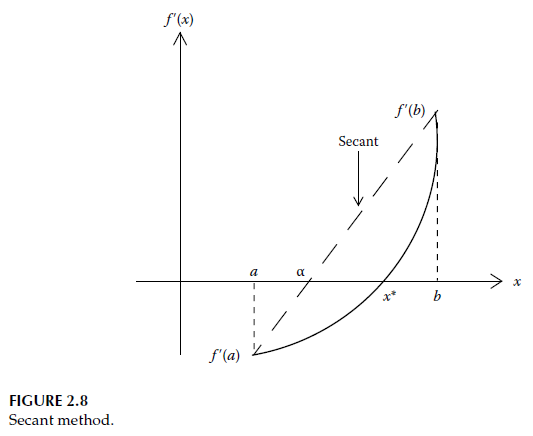 f'(x)
f'(b)
Secant
a
α
x
x*
b
f'(a)
FIGURE 2.8
Secant method.